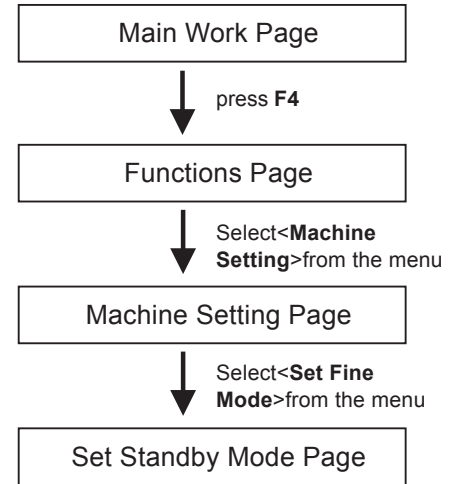 Main Work Page
press F4
Functions Page
Select<Machine
Setting>from the menu
Machine Setting Page
Select<Set Fine
Mode>from the menu
Set Standby Mode Page